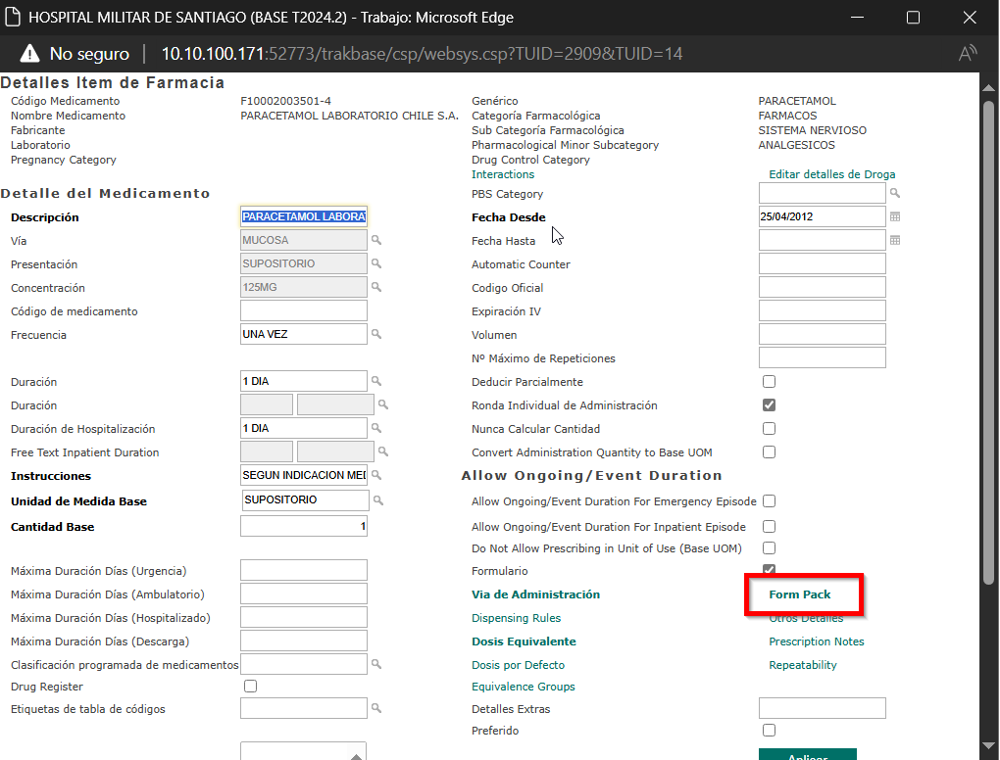 HOSPITAL MILITAR DE SANTIAGO (BASE T2024.2) - Trabajo: Microsoft Edge
No seguro | 10.10.100.171:52773/trakbase/csp/websys.csp?TUID=2909&TUID=14
Detalles Item de Farmacia
Código Medicamento F10002003501-4 Genérico PARACETAMOL
Nombre Medicamento PARACETAMOL LABORATORIO CHILE S.A. Categoría Farmacológica FARMACOS
Fabricante Sub Categoría Farmacológica SISTEMA NERVIOSO
Laboratorio Pharmacological Minor Subcategory ANALGESICOS
Pregnancy Category Drug Control Category
Interactions Editar detalles de Droga
Detalle del Medicamento PBS Category
Descripción PARACETAMOL LABORA Fecha Desde 25/04/2012
Vía MUCOSA Fecha Hasta
Presentación SUPOSITORIO Automatic Counter
Concentración 125MG Codigo Oficial
Código de medicamento Expiración IV
Frecuencia UNA VEZ Volumen
Nº Máximo de Repeticiones
Duración 1 DIA Deducir Parcialmente
Duración Ronda Individual de Administración
Duración de Hospitalización 1 DIA Nunca Calcular Cantidad
Free Text Inpatient Duration Convert Administration Quantity to Base UOM
Instrucciones SEGUN INDICACION MED Allow Ongoing/Event Duration
Unidad de Medida Base SUPOSITORIO Allow Ongoing/Event Duration For Emergency Episode
Cantidad Base 1 Allow Ongoing/Event Duration For Inpatient Episode
Do Not Allow Prescribing in Unit of Use (Base UOM)
Máxima Duración Días (Urgencia) Formulario
Máxima Duración Días (Ambulatorio) Via de Administración Form Pack
Máxima Duración Días (Hospitalizado) Dispensing Rules Otros Detalles
Máxima Duración Días (Descarga) Dosis Equivalente Prescription Notes
Clasificación programada de medicamentos Dosis por Defecto Repeatability
Drug Register Equivalence Groups
Etiquetas de tabla de códigos Detalles Extras
Preferido
Aplicar